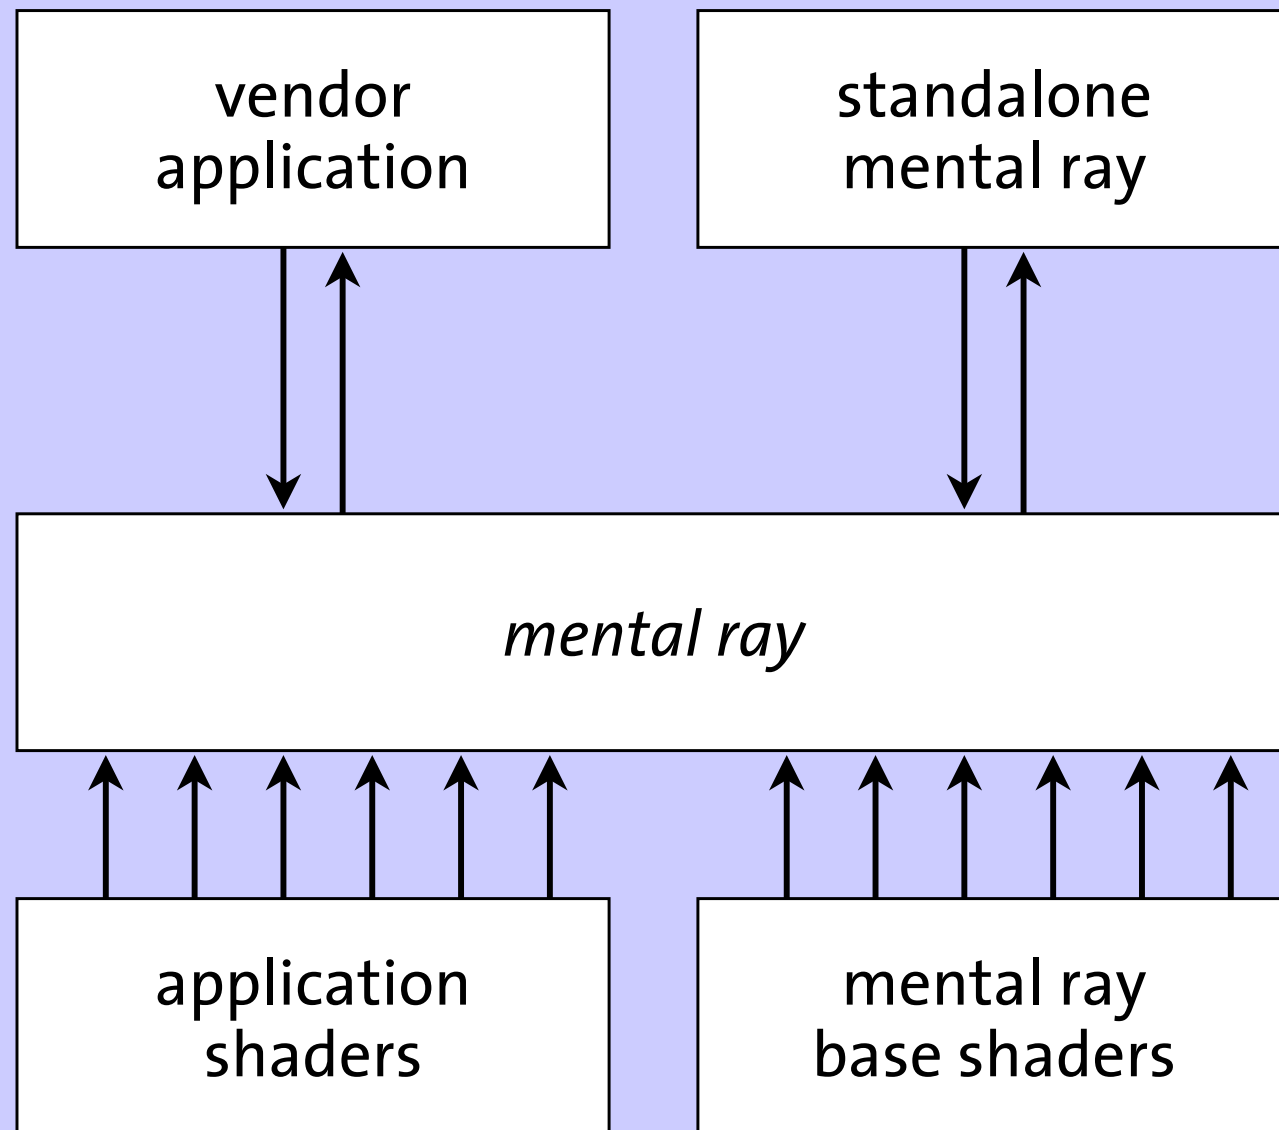 vendor
application
standalone
mental ray
mental ray
application
shaders
mental ray
base shaders